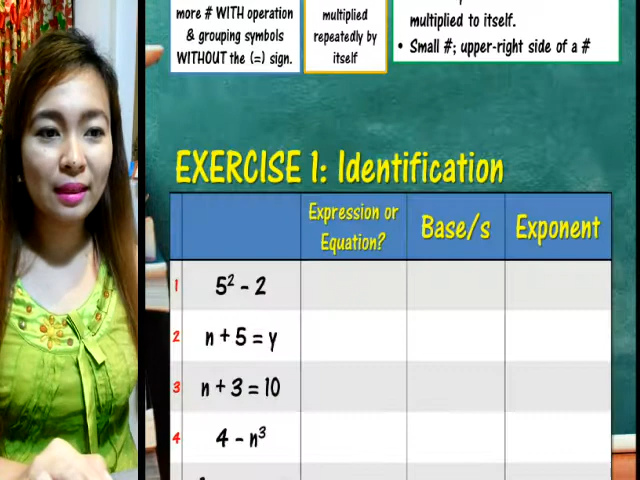 more # WITH operation
& grouping symbols
WITHOUT the (=) sign.
multiplied
repeatedly by
itself
multiplied to itself.
• Small #; upper-right side of a #
EXERCISE 1: Identification
Expression or
Equation?
Base/s
Exponent
1 5² - 2
2 n + 5 = y
3 n + 3 = 10
4 4 - n³